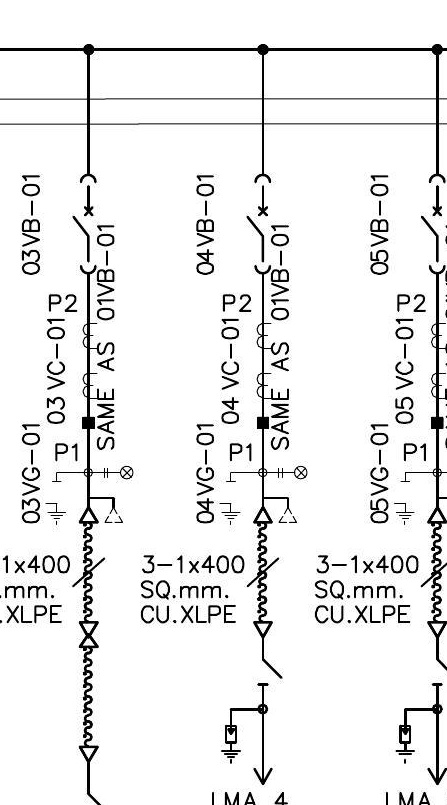 03VB-01
SAME AS 01VB-01
P2
03 VC-01
P1
03VG-01
1x400
.mm.
.XLPE
04VB-01
SAME AS 01VB-01
P2
04 VC-01
P1
04VG-01
3-1x400
SQ.mm.
CU.XLPE
LMA 4
05VB-01
P2
05 VC-01
P1
05VG-01
3-1x400
SQ.mm.
CU.XLPE
LMA